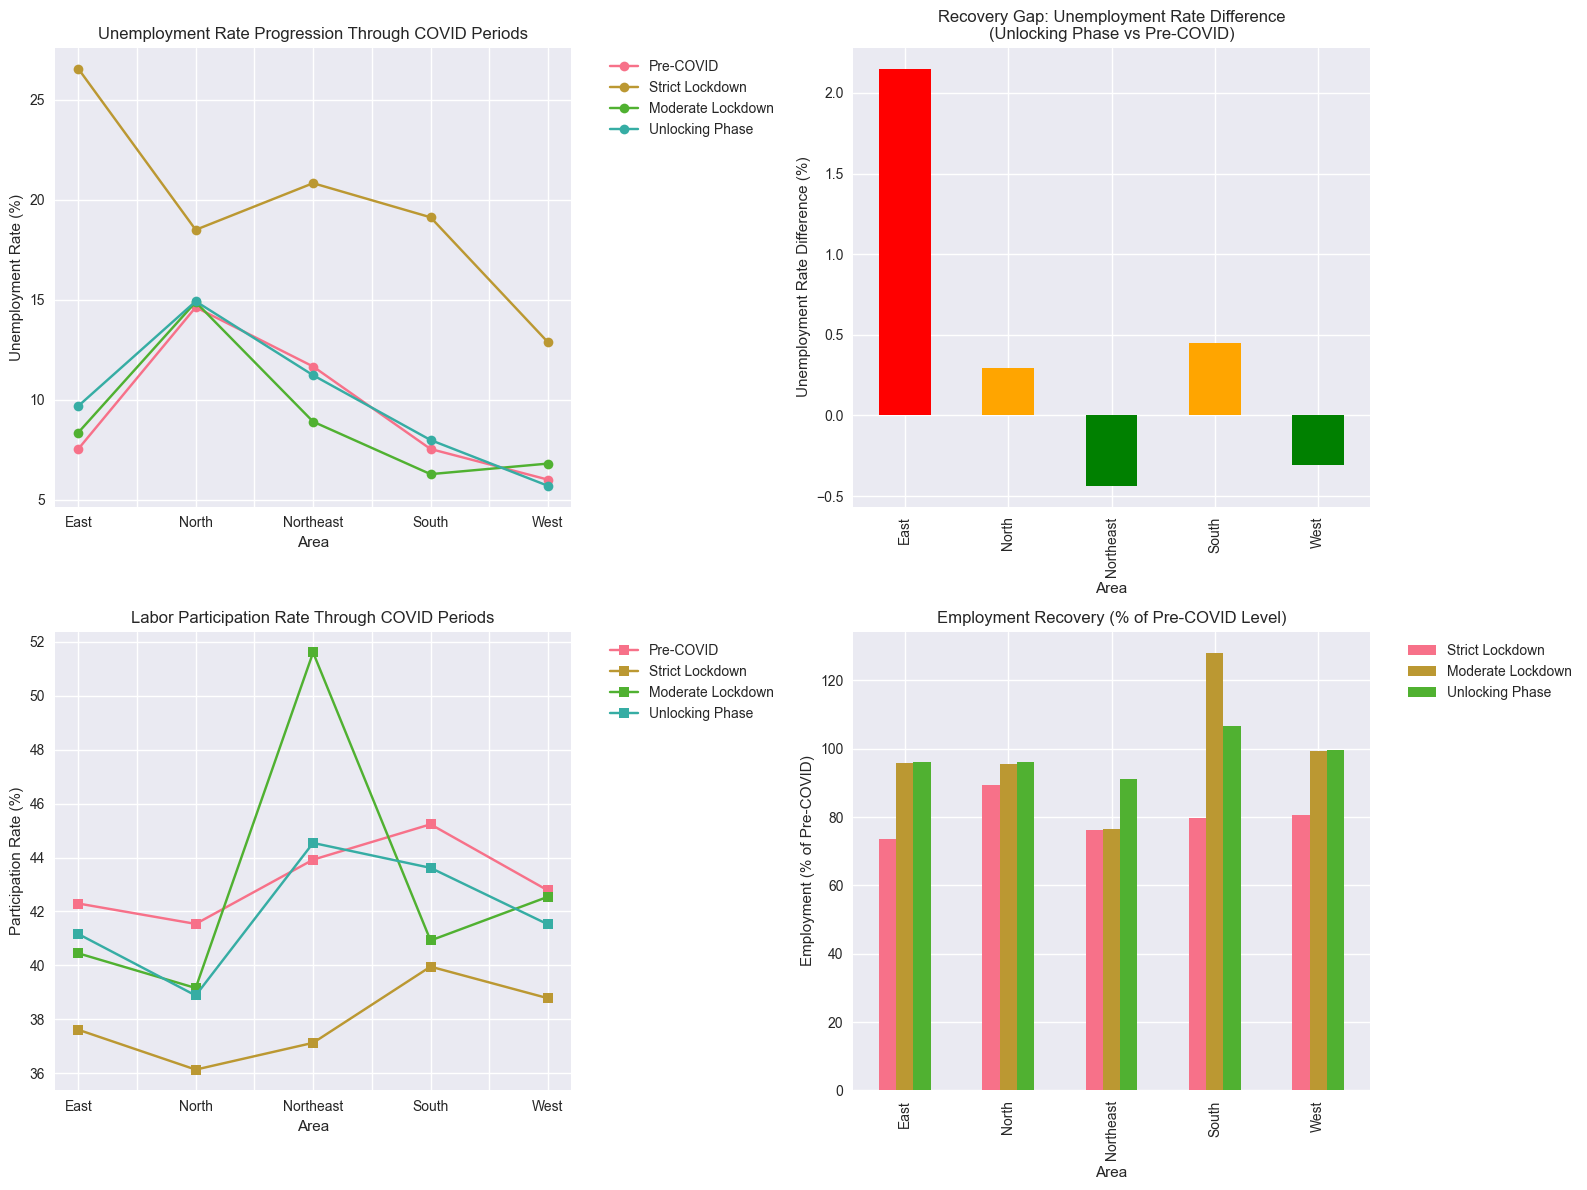 Unemployment Rate Progression Through COVID Periods
Unemployment Rate (%)
25
20
15
10
5
East North Northeast South West
Area
Pre-COVID
Strict Lockdown
Moderate Lockdown
Unlocking Phase
Recovery Gap: Unemployment Rate Difference
(Unlocking Phase vs Pre-COVID)
Unemployment Rate Difference (%)
2.0
1.5
1.0
0.5
0.0
−0.5
East North Northeast South West
Area
Labor Participation Rate Through COVID Periods
Participation Rate (%)
52
50
48
46
44
42
40
38
36
East North Northeast South West
Area
Pre-COVID
Strict Lockdown
Moderate Lockdown
Unlocking Phase
Employment Recovery (% of Pre-COVID Level)
Employment (% of Pre-COVID)
120
100
80
60
40
20
0
East North Northeast South West
Area
Strict Lockdown
Moderate Lockdown
Unlocking Phase